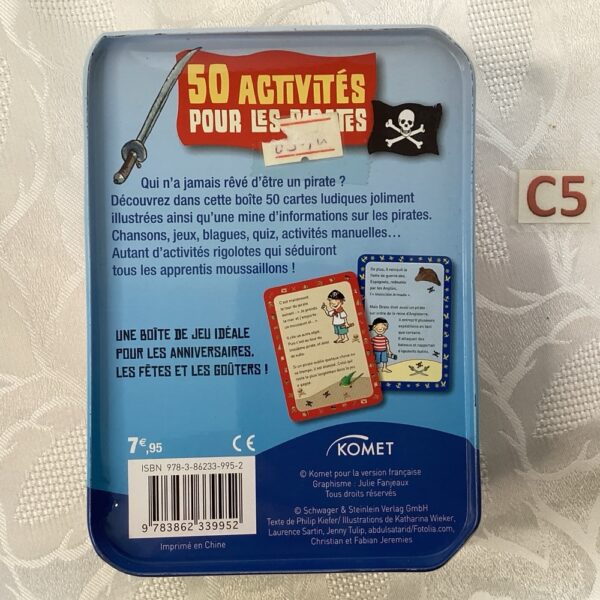 50 ACTIVITÉS
POUR LES PIRATES
C5
Qui n'a jamais rêvé d'être un pirate ?
Découvrez dans cette boîte 50 cartes ludiques joliment
illustrées ainsi qu'une mine d'informations sur les pirates.
Chansons, jeux, blagues, quiz, activités manuelles...
Autant d'activités rigolotes qui séduiront
tous les apprentis moussaillons !
UNE BOÎTE DE JEU IDÉALE
POUR LES ANNIVERSAIRES,
LES FÊTES ET LES GOÛTERS !
7€,95
CE
KOMET
ISBN 978-3-86233-995-2
9 783862 339952
Imprimé en Chine
© Komet pour la version française
Graphisme : Julie Fanjeaux
Tous droits réservés
© Schwager & Steinlein Verlag GmbH
Texte de Philip Kiefer/ Illustrations de Katharina Wieker,
Laurence Sartin, Jenny Tulip, abdulsatarid/Fotolia.com,
Christian et Fabian Jeremies